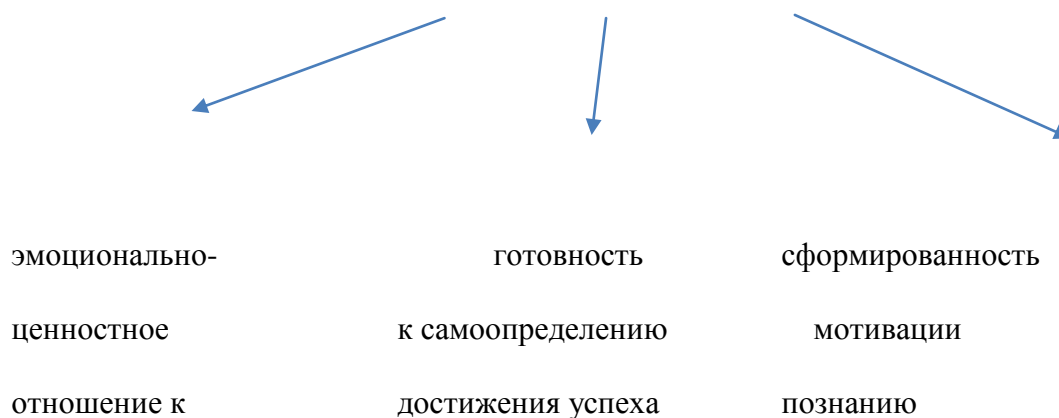 эмоционально- готовность сформированность
ценностное к самоопределению мотивации
отношение к достижения успеха познанию